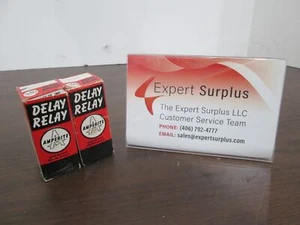 DELAY
RELAY
AMPERITE
DELAY
RELAY
AMPERITE
Expert Surplus
The Expert Surplus LLC
Customer Service Team
PHONE: (406) 792-4777
EMAIL: sales@expertsurplus.com